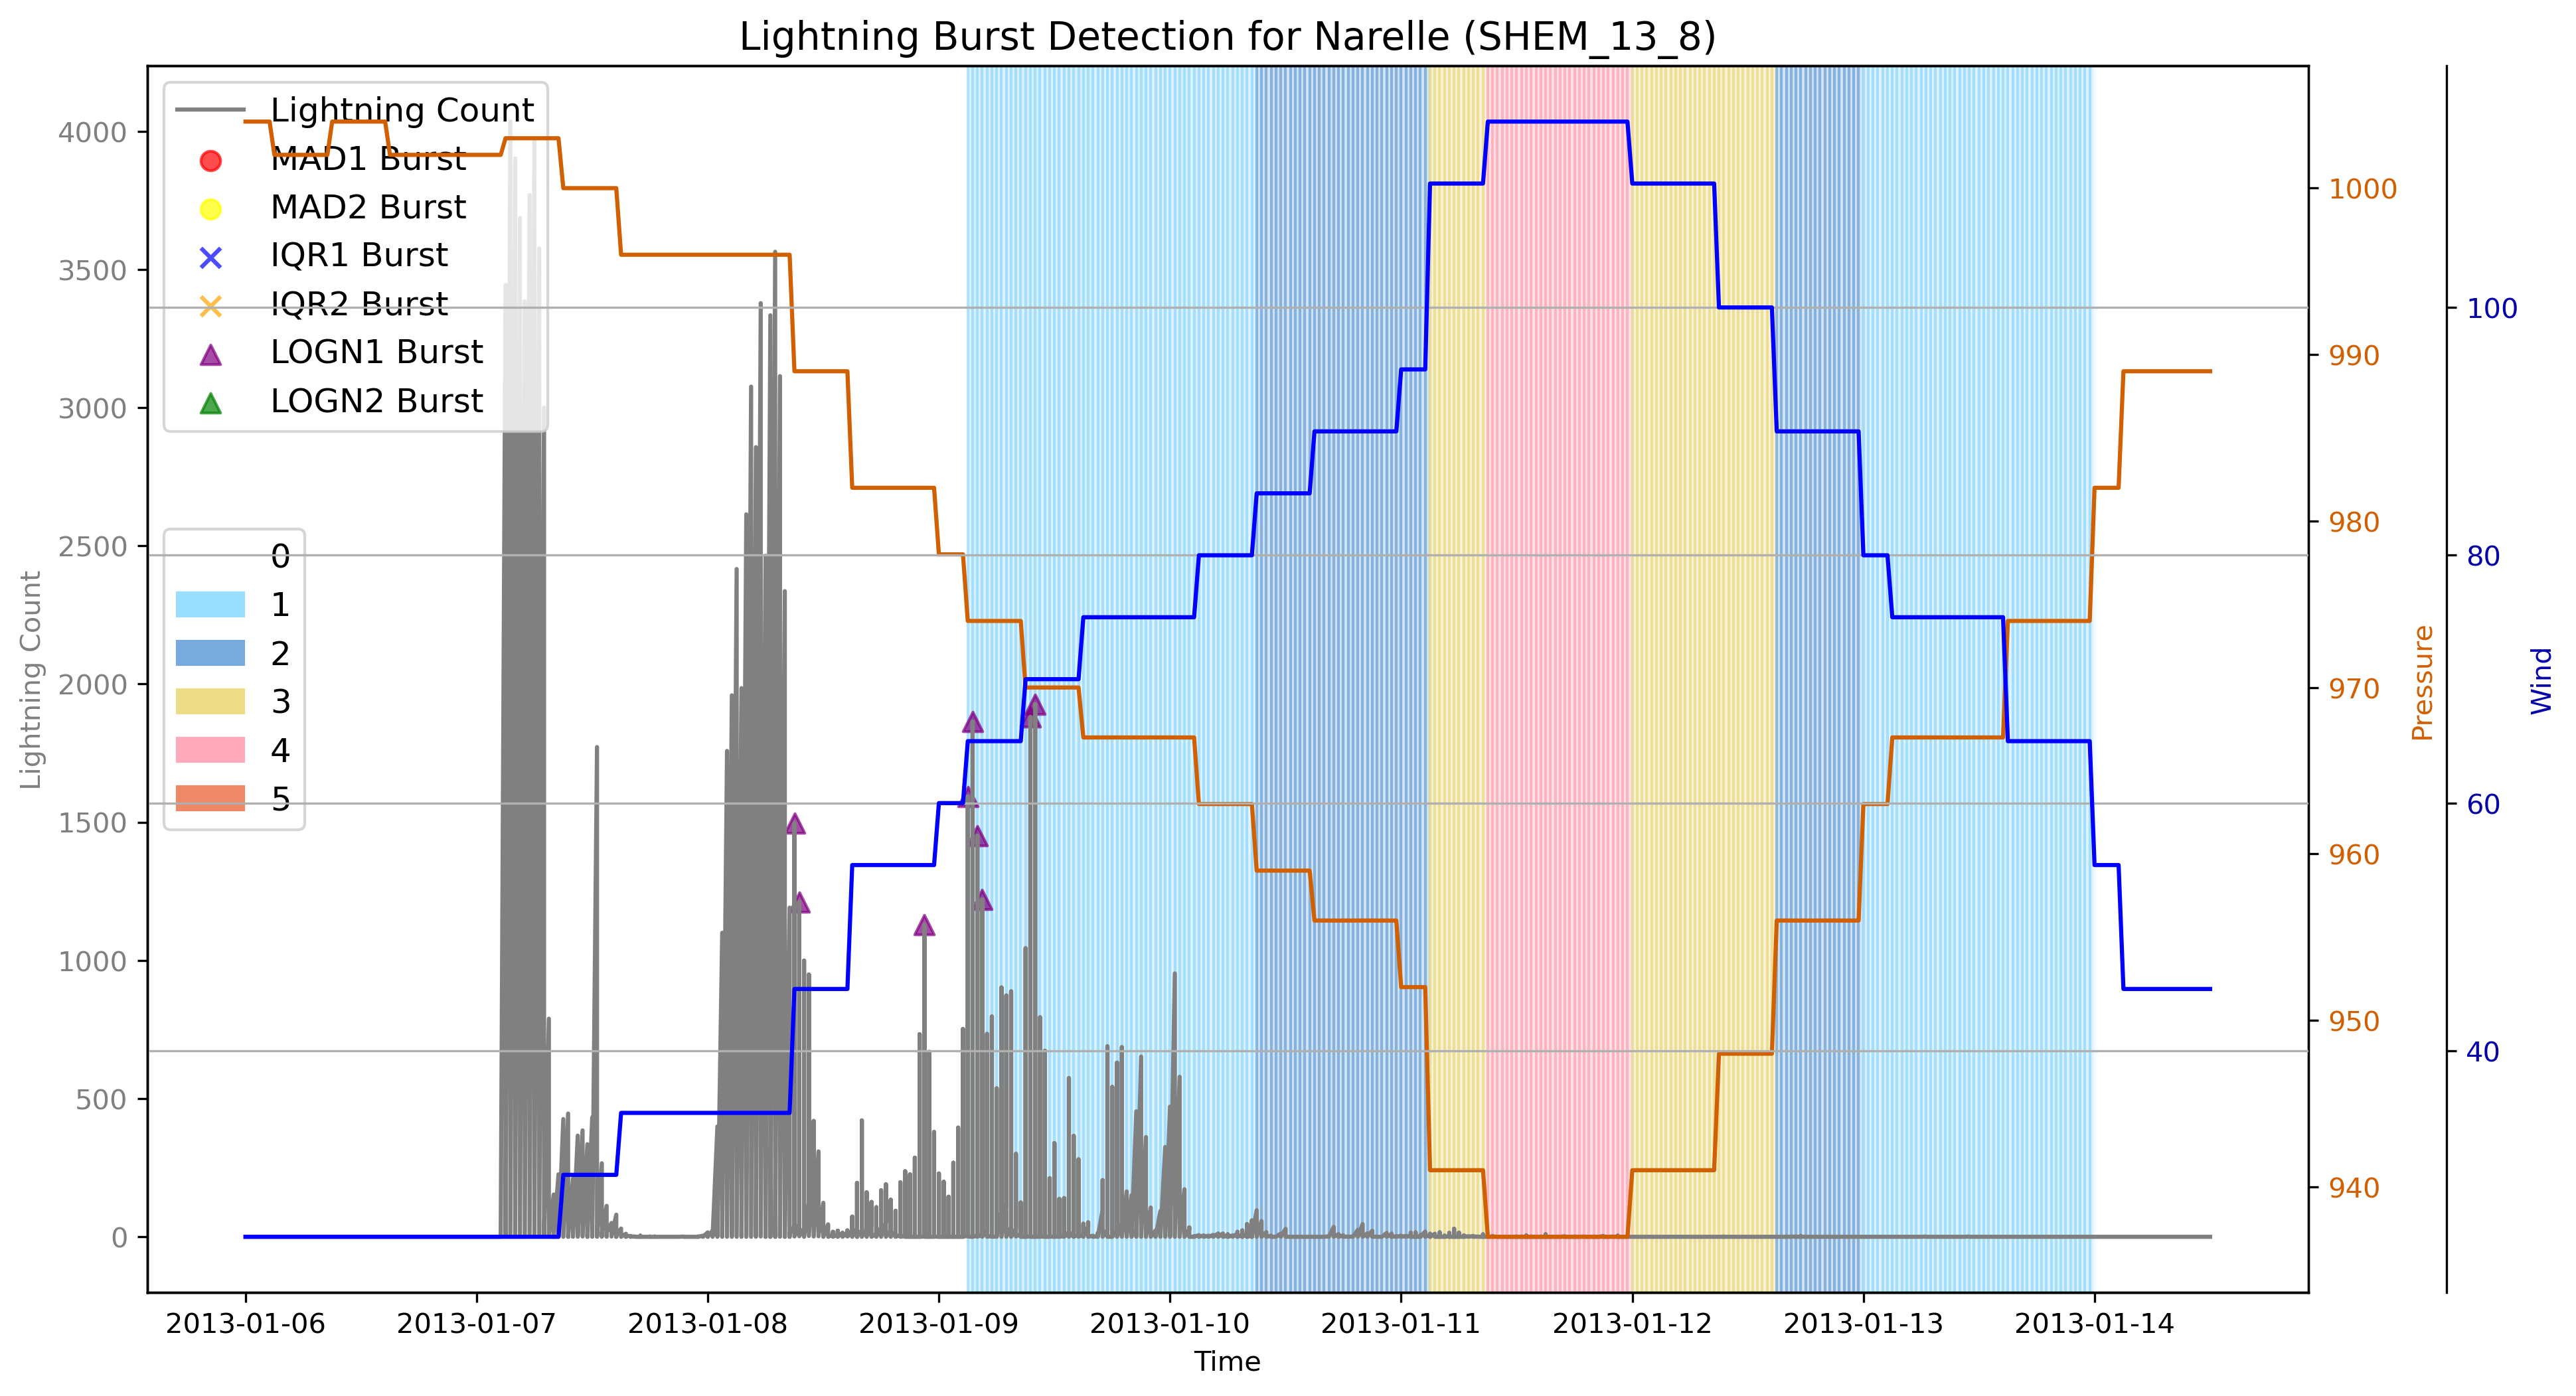 Lightning Burst Detection for Narelle (SHEM_13_8)
Lightning Count
MAD1 Burst
MAD2 Burst
IQR1 Burst
IQR2 Burst
LOGN1 Burst
LOGN2 Burst
0
1
2
3
4
5
Lightning Count
4000
3500
3000
2500
2000
1500
1000
500
0
1000
990
980
970
960
950
940
Pressure
100
80
60
40
Wind
2013-01-06 2013-01-07 2013-01-08 2013-01-09 2013-01-10 2013-01-11 2013-01-12 2013-01-13 2013-01-14
Time